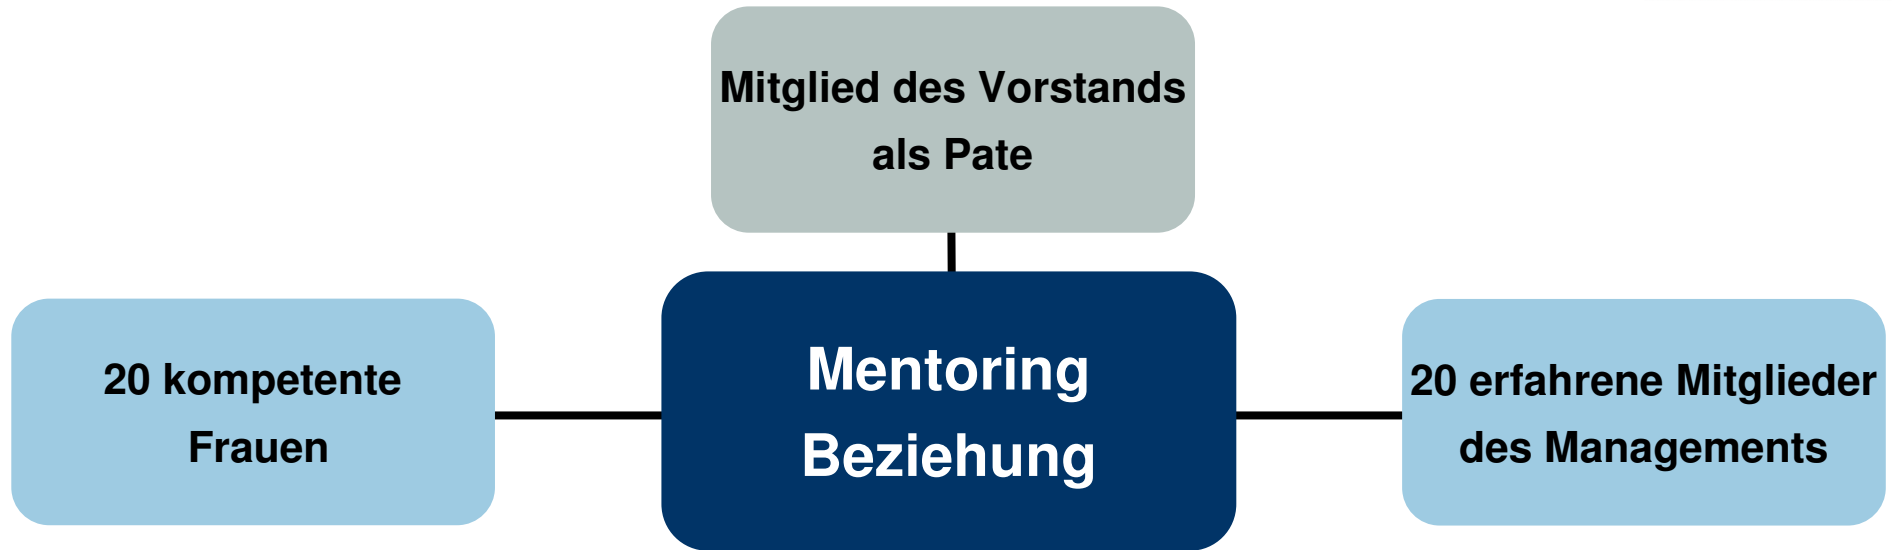 Mitglied des Vorstands
als Pate
20 kompetente
Frauen
Mentoring
Beziehung
20 erfahrene Mitglieder
des Managements